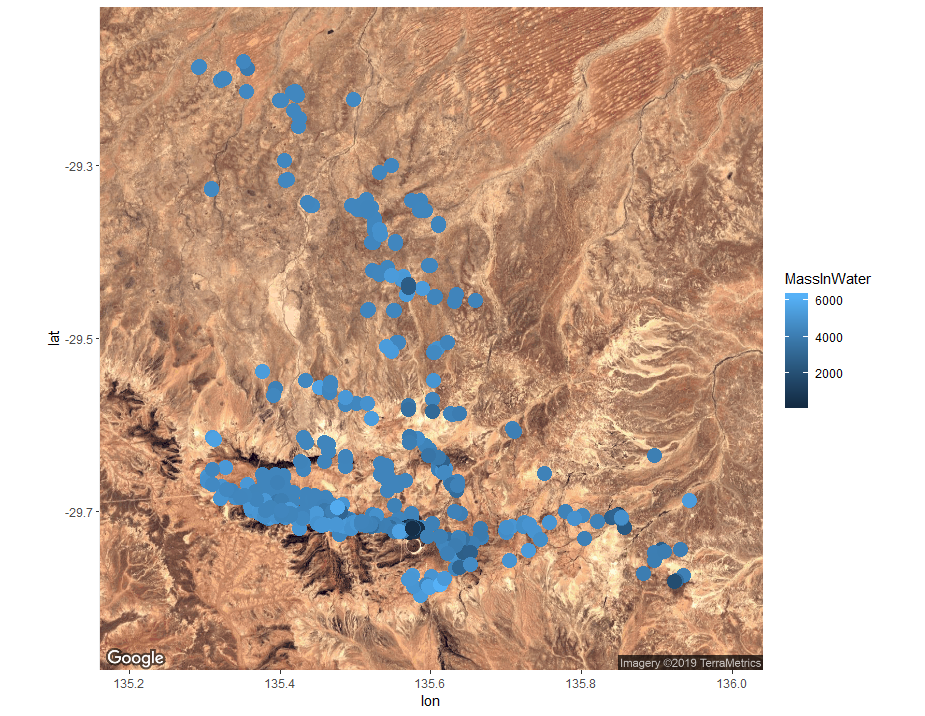 -29.3
-29.5
-29.7
lat
135.2
135.4
135.6
135.8
136.0
lon
Google
Imagery ©2019 TerraMetrics
MassInWater
6000
4000
2000